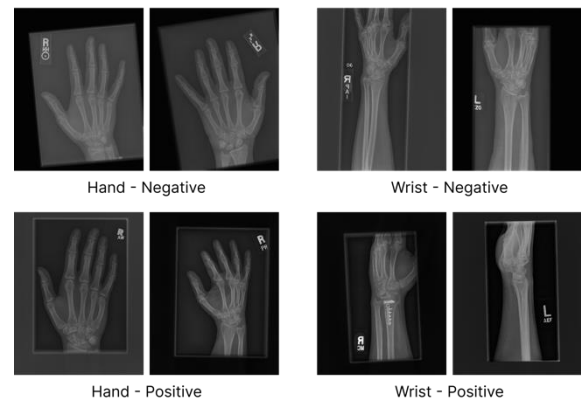 R
R
R
L
Hand - Negative
Wrist - Negative
R
R
R
L
Hand - Positive
Wrist - Positive